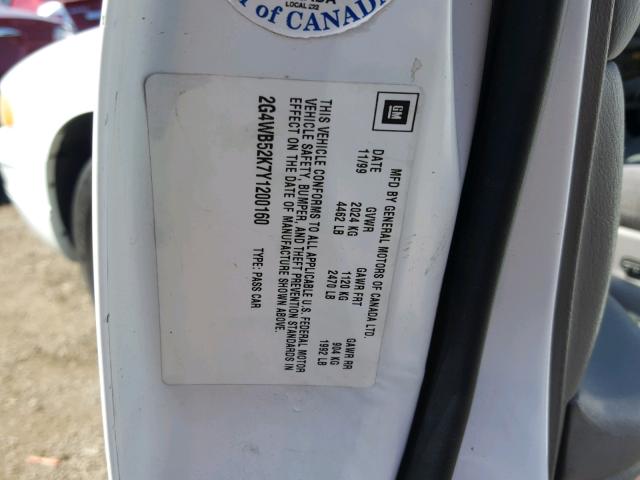 LOCAL 222
of CANADA
GM
MFD BY GENERAL MOTORS OF CANADA LTD.
DATE GVWR GAWR FRT GAWR RR
11/99 2024 KG 1120 KG 904 KG
4462 LB 2470 LB 1992 LB
THIS VEHICLE CONFORMS TO ALL APPLICABLE U.S. FEDERAL MOTOR
VEHICLE SAFETY, BUMPER, AND THEFT PREVENTION STANDARDS IN
EFFECT ON THE DATE OF MANUFACTURE SHOWN ABOVE.
2G4WB52K7Y1200160 TYPE: PASS CAR